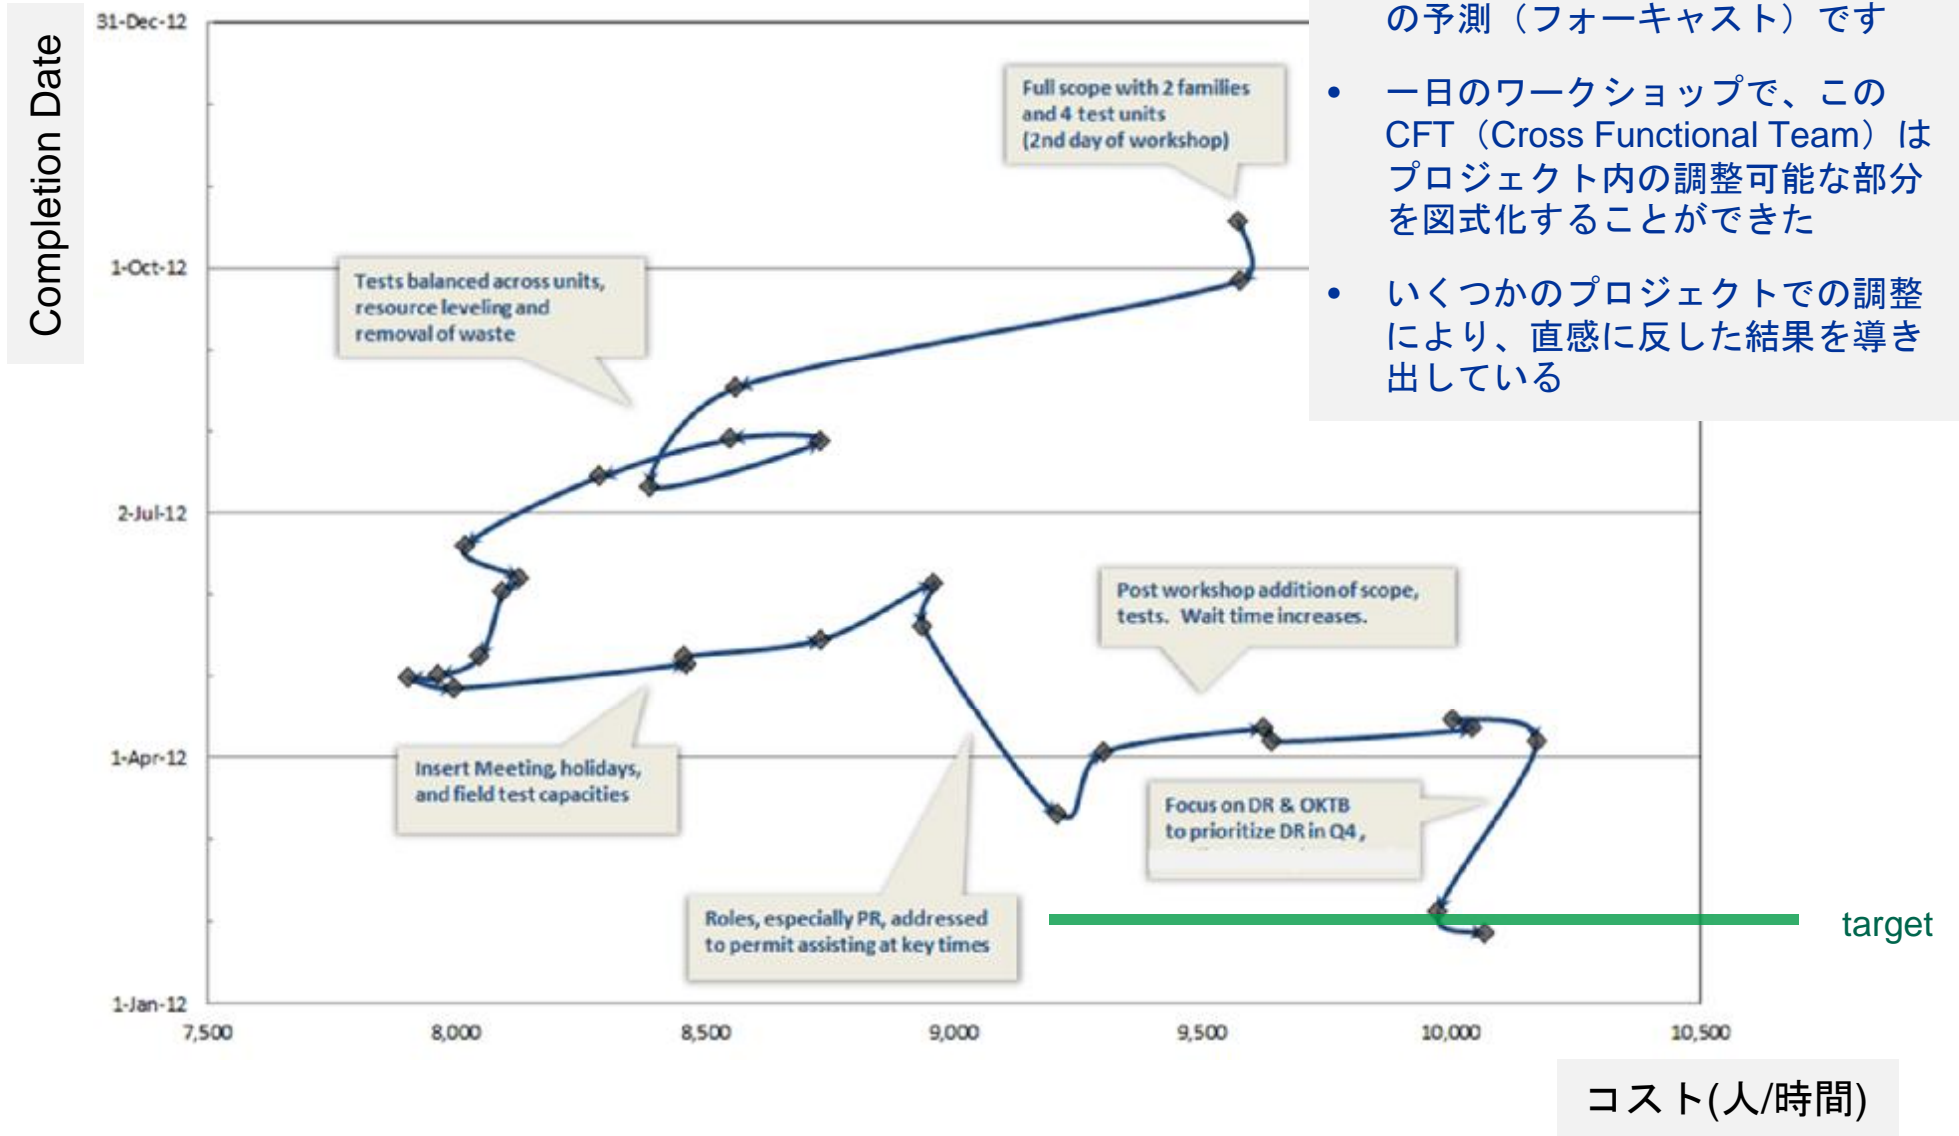 31-Dec-12
Completion Date
の予測（フォーキャスト）です
• 一日のワークショップで、この
CFT（Cross Functional Team）は
プロジェクト内の調整可能な部分
を図式化することができた
• いくつかのプロジェクトでの調整
により、直感に反した結果を導き
出している
Full scope with 2 families
and 4 test units
(2nd day of workshop)
1-Oct-12
Tests balanced across units,
resource leveling and
removal of waste
2-Jul-12
Post workshop addition of scope,
tests. Wait time increases.
1-Apr-12
Insert Meeting, holidays,
and field test capacities
Focus on DR & OKTB
to prioritize DR in Q4,
Roles, especially PR, addressed
to permit assisting at key times
target
1-Jan-12
7,500
8,000
8,500
9,000
9,500
10,000
10,500
コスト(人/時間)